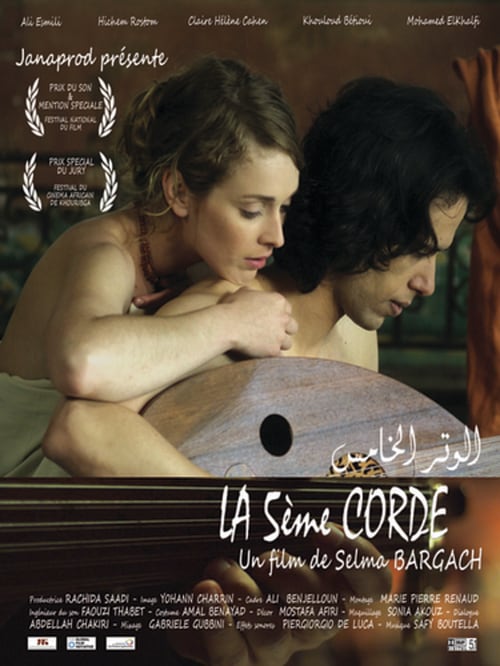 Ali Esmili Hichem Rostom Claire Hélène Cahen Khouloud Bétioui Mohamed ElKhalfi
Janaprod présente
PRIX DU SON
&
MENTION SPECIALE
FESTIVAL NATIONAL
DU FILM
PRIX SPECIAL
DU JURY
FESTIVAL DU
CINEMA AFRICAIN
DE KHOURIBGA
الوتر الخامس
LA 5ème CORDE
Un film de Selma BARGACH
Productrice RACHIDA SAADI - Image YOHANN CHARRIN - Cadre ALI BENJELLOUN - Montage MARIE PIERRE RENAUD
Ingénieur du son FAOUZI THABET - Costume AMAL BENAYAD - Décor MOSTAFA AFIRI - Maquillage SONIA AKOUZ - Dialogue
ABDELLAH CHAKIRI - Mixage GABRIELE GUBBINI - Effets sonores PIERGIORGIO DE LUCA - Musique SAFY BOUTELLA